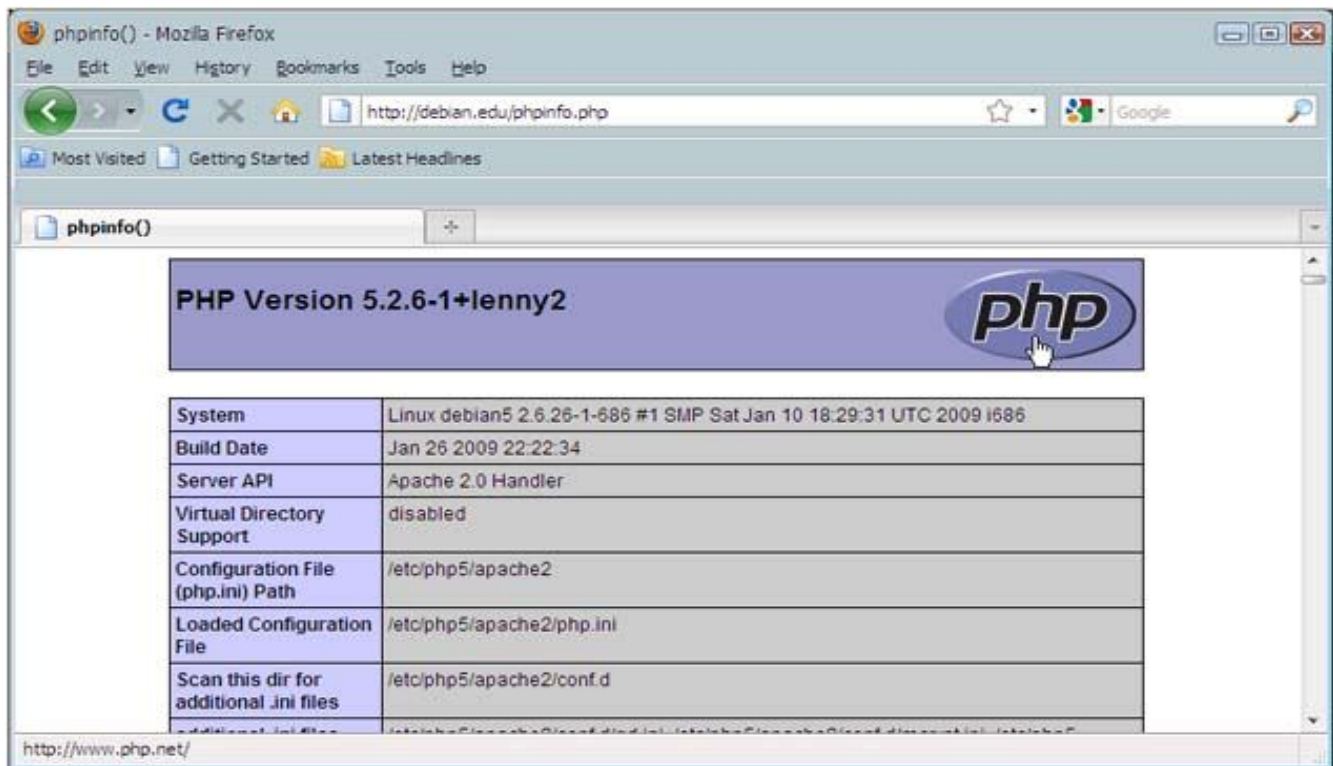 phpinfo() - Mozilla Firefox
File Edit View History Bookmarks Tools Help
http://debian.edu/phpinfo.php
Google
Most Visited Getting Started Latest Headlines
phpinfo()
PHP Version 5.2.6-1+lenny2
php
System Linux debian5 2.6.26-1-686 #1 SMP Sat Jan 10 18:29:31 UTC 2009 i686
Build Date Jan 26 2009 22:22:34
Server API Apache 2.0 Handler
Virtual Directory
Support
disabled
Configuration File
(php.ini) Path
/etc/php5/apache2
Loaded Configuration
File
/etc/php5/apache2/php.ini
Scan this dir for
additional .ini files
/etc/php5/apache2/conf.d
http://www.php.net/